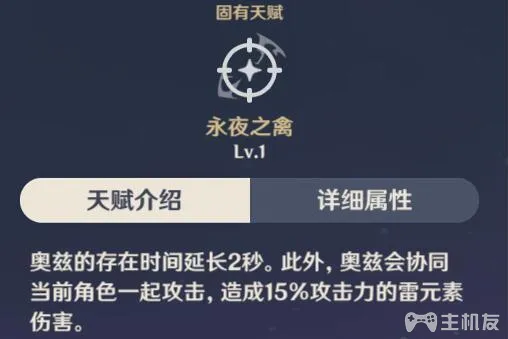 固有天赋
永夜之禽
Lv.1
天赋介绍
详细属性
奥兹的存在时间延长2秒。此外，奥兹会协同
当前角色一起攻击，造成15%攻击力的雷元素
伤害。
主机友